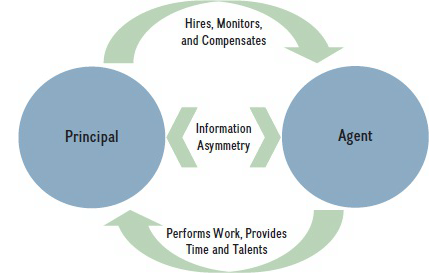 Hires, Monitors,
and Compensates
Principal
Information
Asymmetry
Agent
Performs Work, Provides
Time and Talents